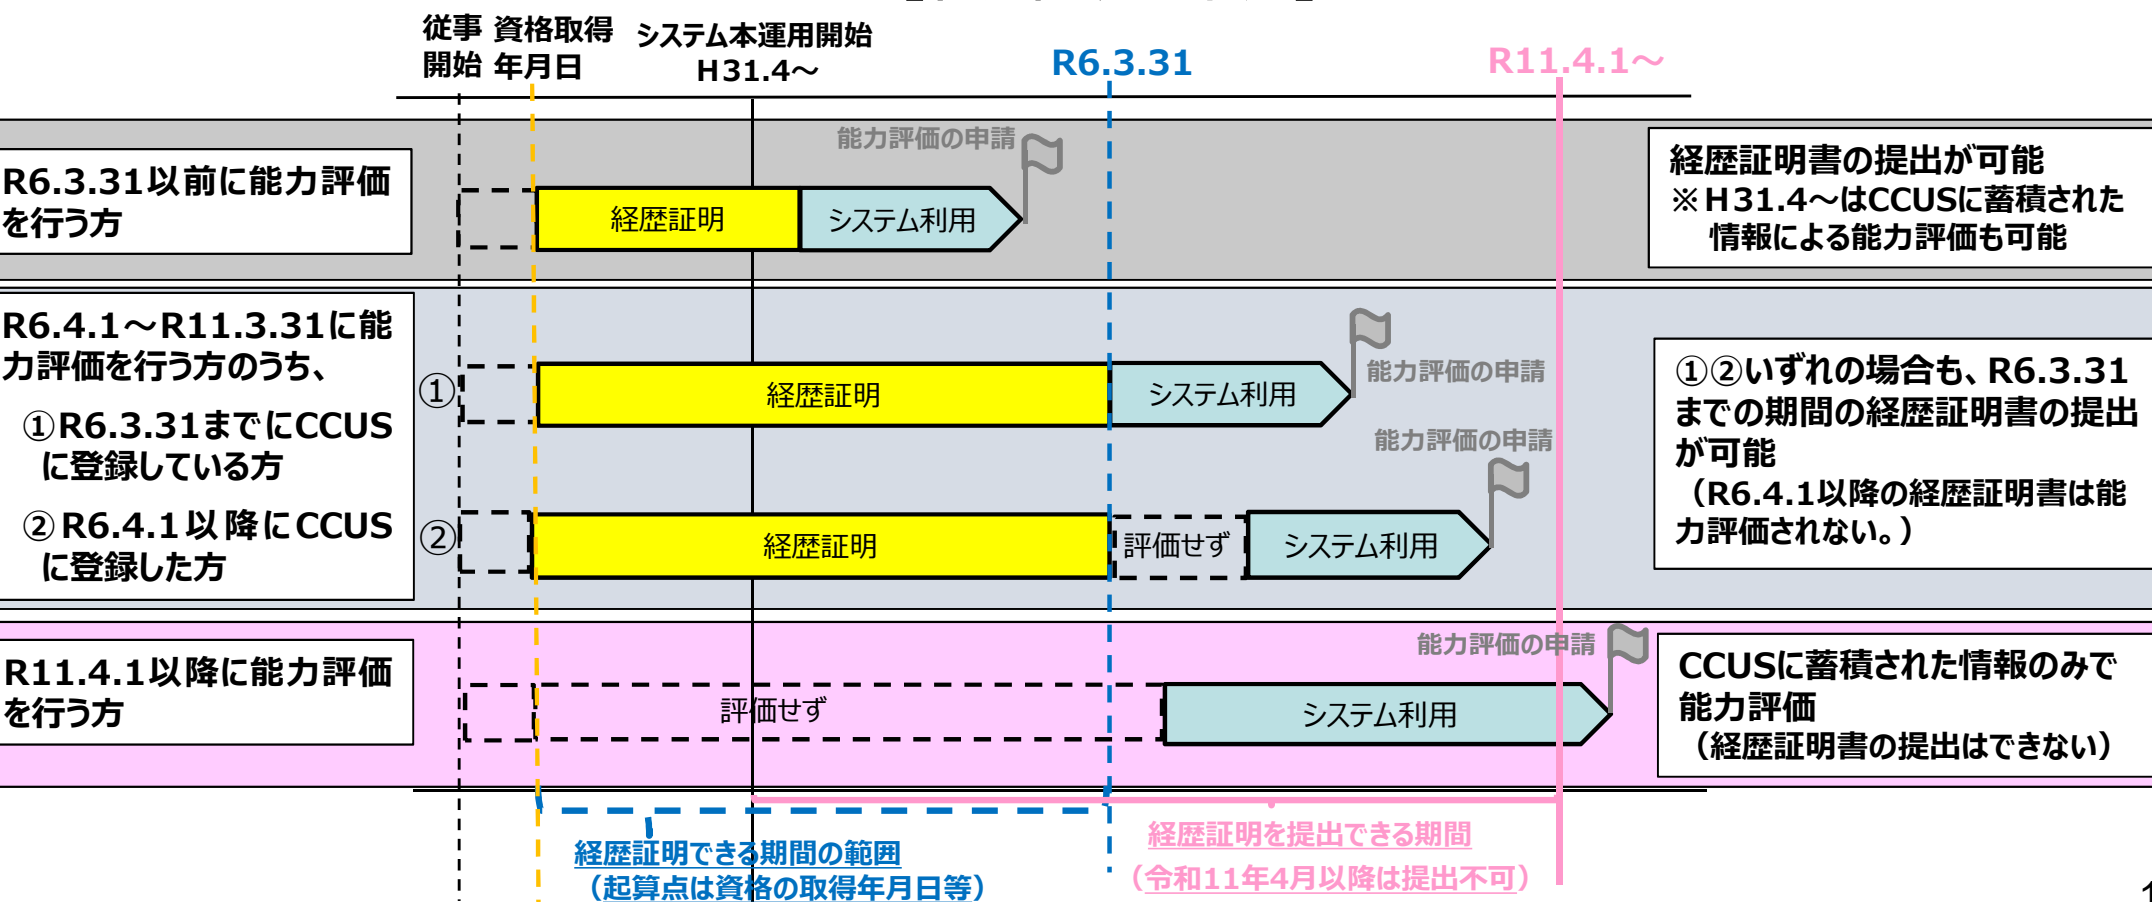 従事
開始
資格取得
年月日
システム本運用開始
H31.4～
R6.3.31
R11.4.1～
R6.3.31以前に能力評価
を行う方
経歴証明
システム利用
能力評価の申請
経歴証明書の提出が可能
※H31.4～はCCUSに蓄積された
情報による能力評価も可能
R6.4.1～R11.3.31に能
力評価を行う方のうち、
①R6.3.31までにCCUS
に登録している方
②R6.4.1以降にCCUS
に登録した方
①
経歴証明
システム利用
能力評価の申請
②
経歴証明
評価せず
システム利用
能力評価の申請
①②いずれの場合も、R6.3.31
までの期間の経歴証明書の提出
が可能
（R6.4.1以降の経歴証明書は能
力評価されない。）
R11.4.1以降に能力評価
を行う方
評価せず
システム利用
能力評価の申請
CCUSに蓄積された情報のみで
能力評価
（経歴証明書の提出はできない）
経歴証明できる期間の範囲
（起算点は資格の取得年月日等）
経歴証明を提出できる期間
（令和11年4月以降は提出不可）